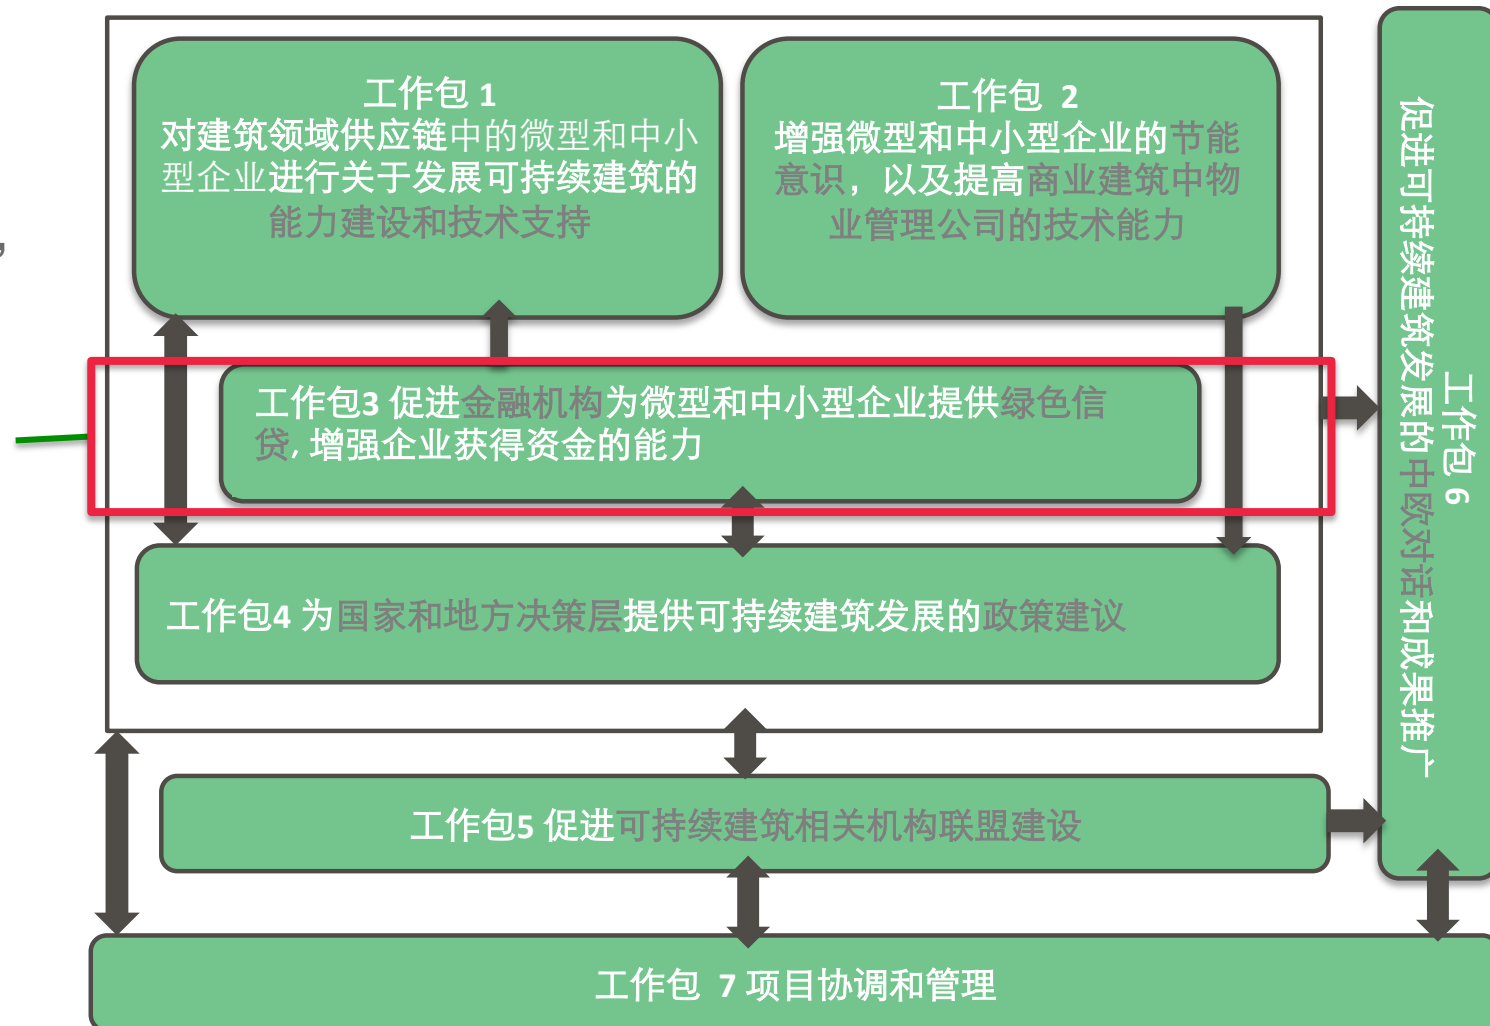 工作包 1
对建筑领域供应链中的微型和中小
型企业进行关于发展可持续建筑的
能力建设和技术支持
工作包 2
增强微型和中小型企业的节能
意识，以及提高商业建筑中物
业管理公司的技术能力
，
工作包3 促进金融机构为微型和中小型企业提供绿色信
贷, 增强企业获得资金的能力
工作包4 为国家和地方决策层提供可持续建筑发展的政策建议
工作包5 促进可持续建筑相关机构联盟建设
工作包 6
促进可持续建筑发展的中欧对话和成果推广
工作包 7 项目协调和管理